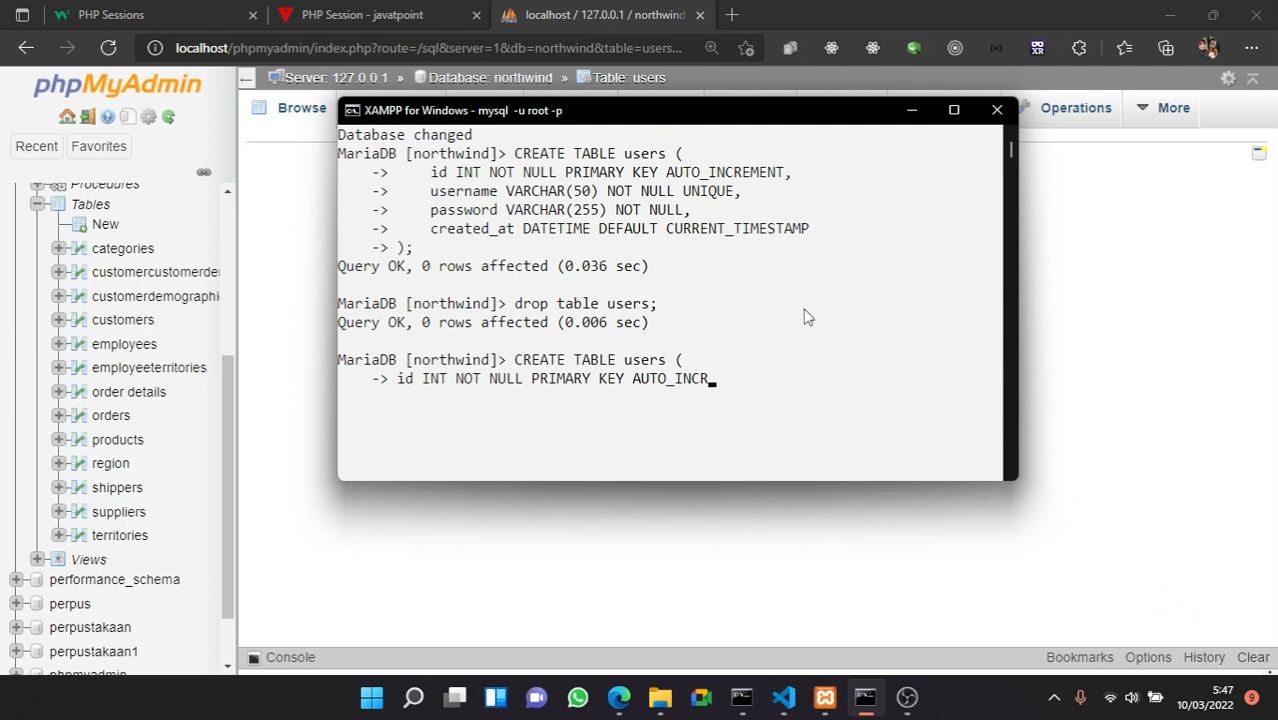 PHP Sessions
PHP Session - javatpoint
localhost / 127.0.0.1 / northwind
localhost/phpmyadmin/index.php?route=/sql&server=1&db=northwind&table=users...
phpMyAdmin
Server: 127.0.0.1 » Database: northwind » Table: users
Browse
Operations
More
Recent
Favorites
Procedures
Tables
New
categories
customercustomerde
customerdemographi
customers
employees
employeeterritories
order details
orders
products
region
shippers
suppliers
territories
Views
performance_schema
perpus
perpustakaan
perpustakaan1
phpmyadmin
XAMPP for Windows - mysql -u root -p
Database changed
MariaDB [northwind]> CREATE TABLE users (
-> id INT NOT NULL PRIMARY KEY AUTO_INCREMENT,
-> username VARCHAR(50) NOT NULL UNIQUE,
-> password VARCHAR(255) NOT NULL,
-> created_at DATETIME DEFAULT CURRENT_TIMESTAMP
-> );
Query OK, 0 rows affected (0.036 sec)
MariaDB [northwind]> drop table users;
Query OK, 0 rows affected (0.006 sec)
MariaDB [northwind]> CREATE TABLE users (
-> id INT NOT NULL PRIMARY KEY AUTO_INCR_
Console
Bookmarks Options History Clear
5:47
10/03/2022
9